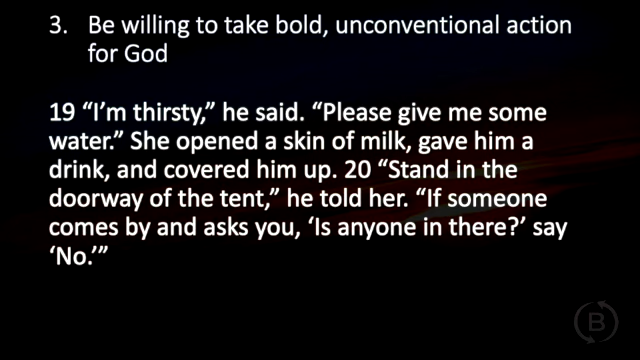 3. Be willing to take bold, unconventional action
for God
19 “I’m thirsty,” he said. “Please give me some
water.” She opened a skin of milk, gave him a
drink, and covered him up. 20 “Stand in the
doorway of the tent,” he told her. “If someone
comes by and asks you, ‘Is anyone in there?’ say
‘No.’”
B